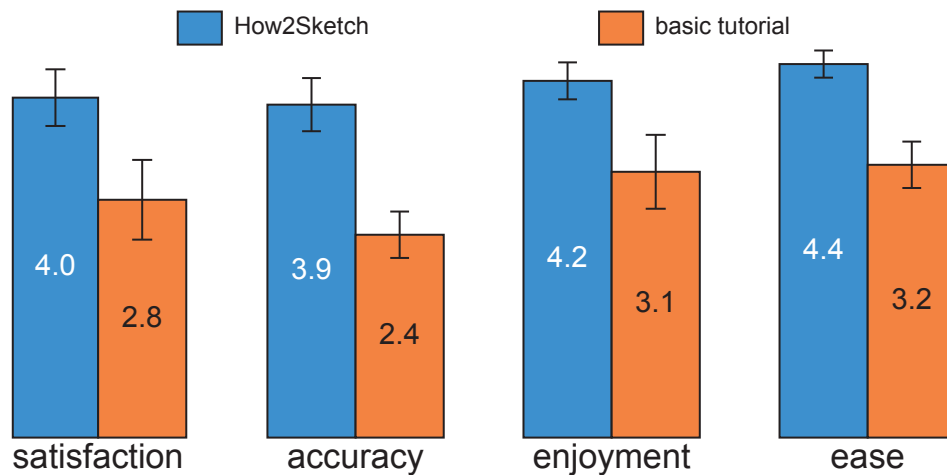 How2Sketch basic tutorial
4.0 2.8 3.9 2.4 4.2 3.1 4.4 3.2
satisfaction accuracy enjoyment ease